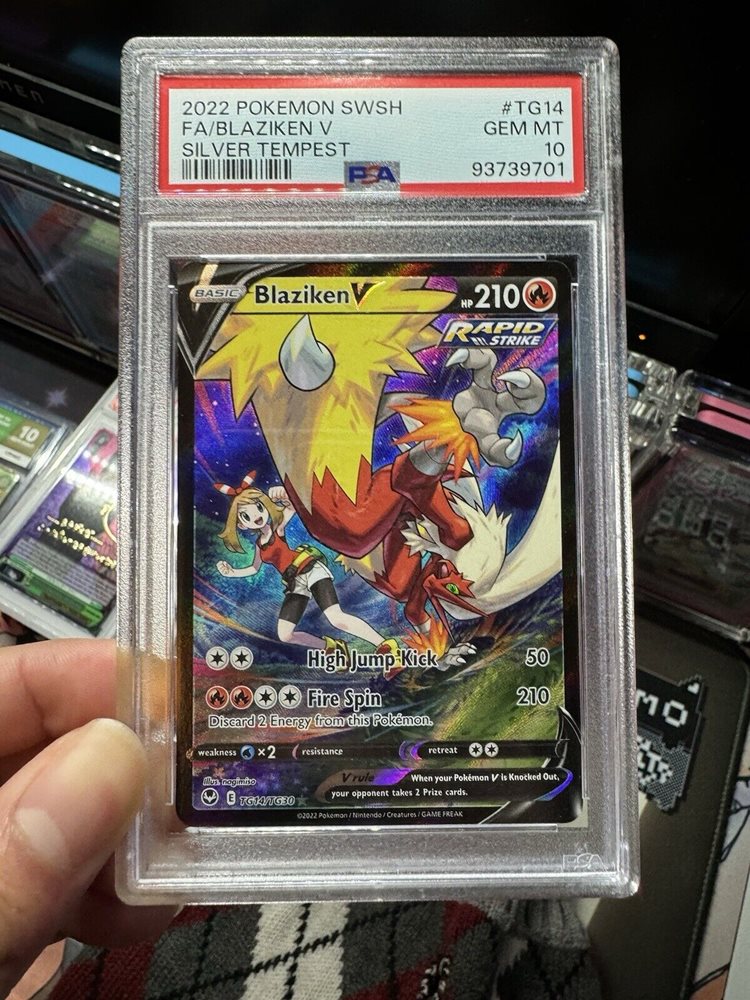 2022 POKEMON SWSH #TG14
FA/BLAZIKEN V GEM MT
SILVER TEMPEST 10
PSA 93739701
BASIC Blaziken V HP 210
RAPID STRIKE
High Jump Kick 50
Fire Spin 210
Discard 2 Energy from this Pokémon.
weakness ×2 resistance retreat
V rule When your Pokémon V is Knocked Out,
your opponent takes 2 Prize cards.
Illus. nagimiso
E TG14/TG30
©2022 Pokémon / Nintendo / Creatures / GAME FREAK
PSA
10